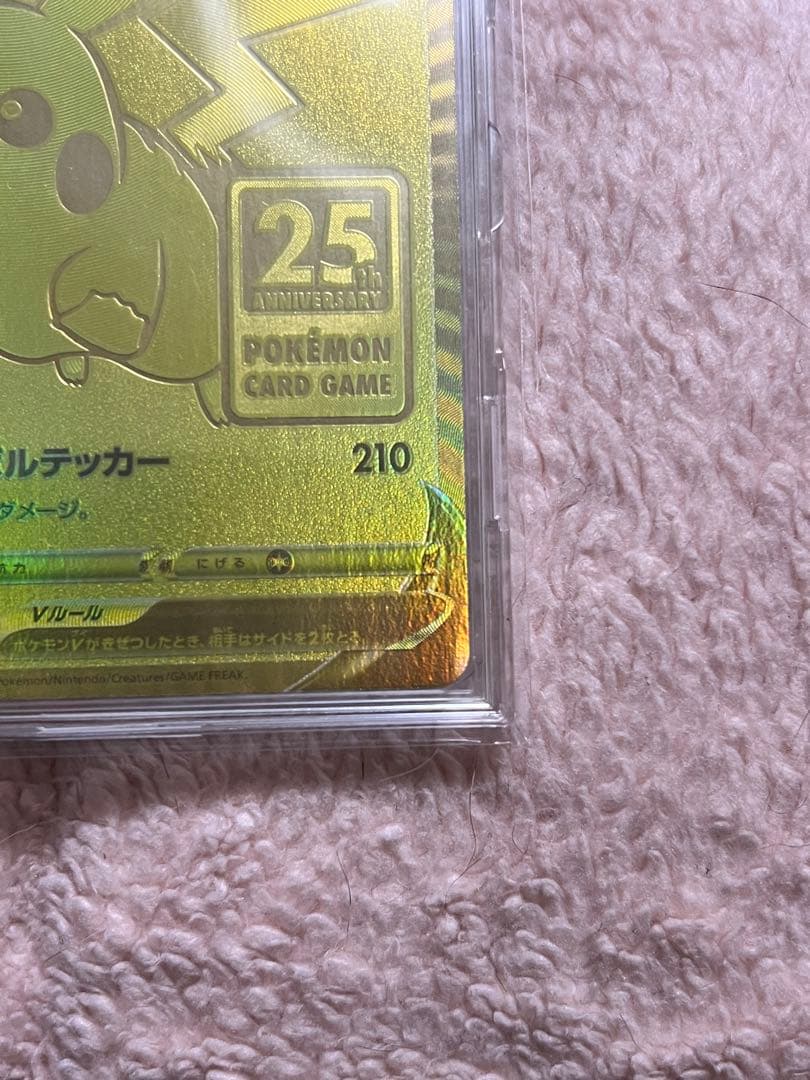 25th
ANNIVERSARY
POKÉMON
CARD GAME
ルテッカー 210
ダメージ。
にげる
Vルール
ポケモンVがきぜつしたとき、相手はサイドを2枚とる。
Pokémon/Nintendo/Creatures/GAME FREAK.